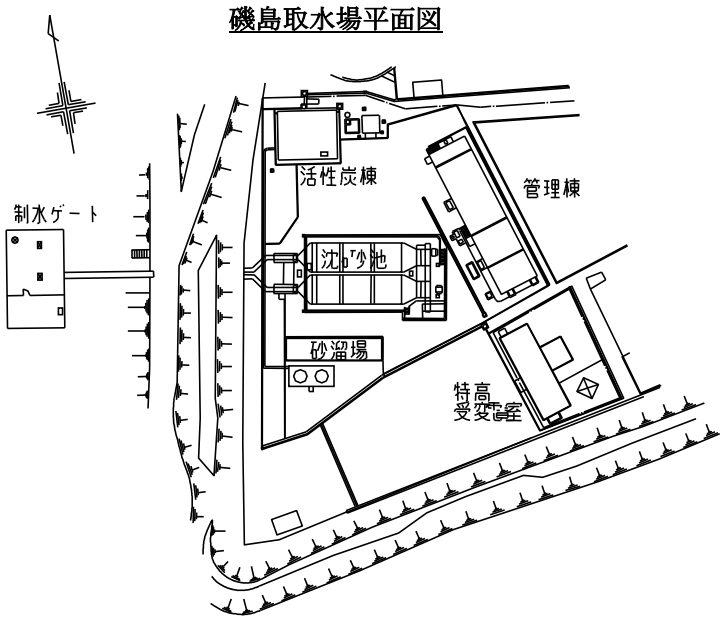 磯島取水場平面図
活性炭棟
管理棟
制水ゲート
沈砂池
砂溜場
特高
受変電室